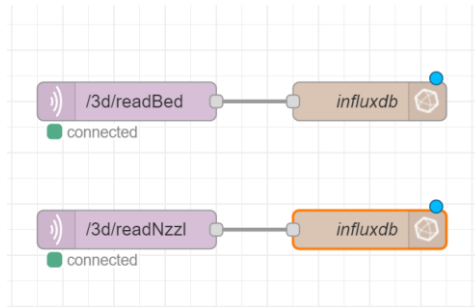 /3d/readBed
influxdb
connected
/3d/readNzzl
influxdb
connected